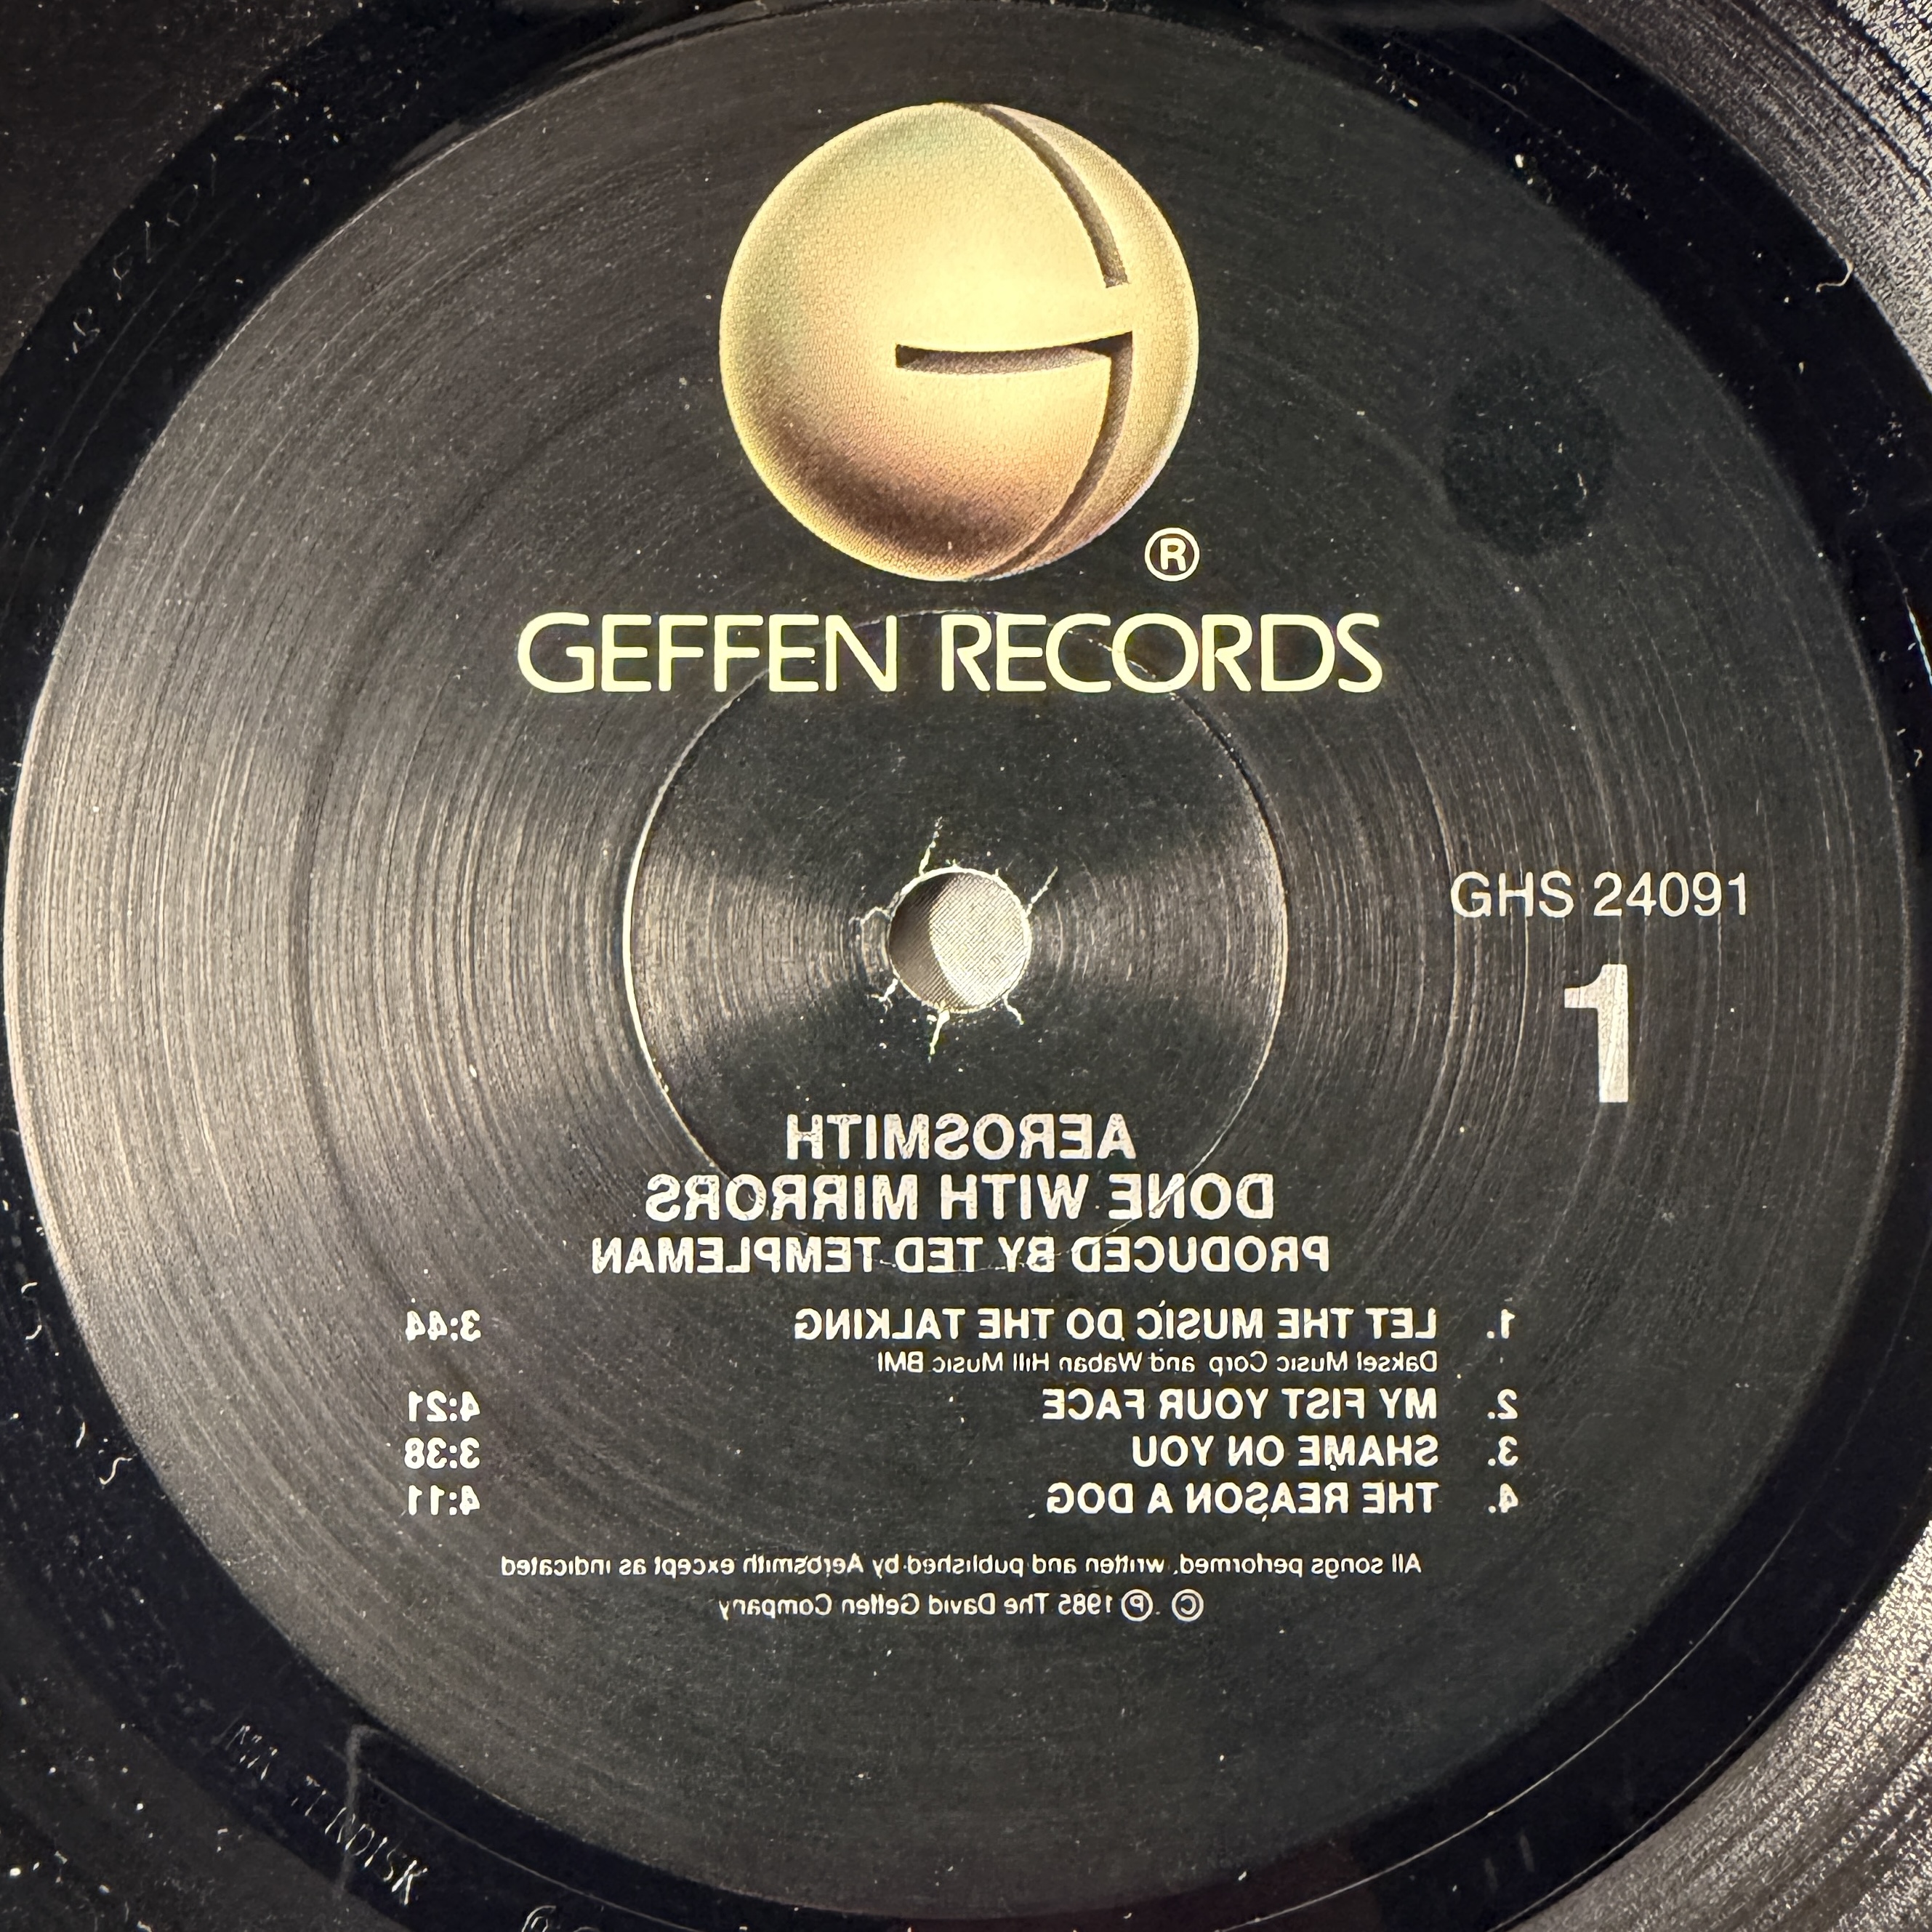 ®
GEFFEN RECORDS
GHS 24091
1
AEROSMITH
DONE WITH MIRRORS
PRODUCED BY TED TEMPLEMAN
1. LET THE MUSIC DO THE TALKING 3:44
Daksel Music Corp and Waban Hill Music BMI
2. MY FIST YOUR FACE 4:21
3. SHAME ON YOU 3:38
4. THE REASON A DOG 4:11
All songs performed, written and published by Aerosmith except as indicated
© Ⓟ 1985 The David Geffen Company